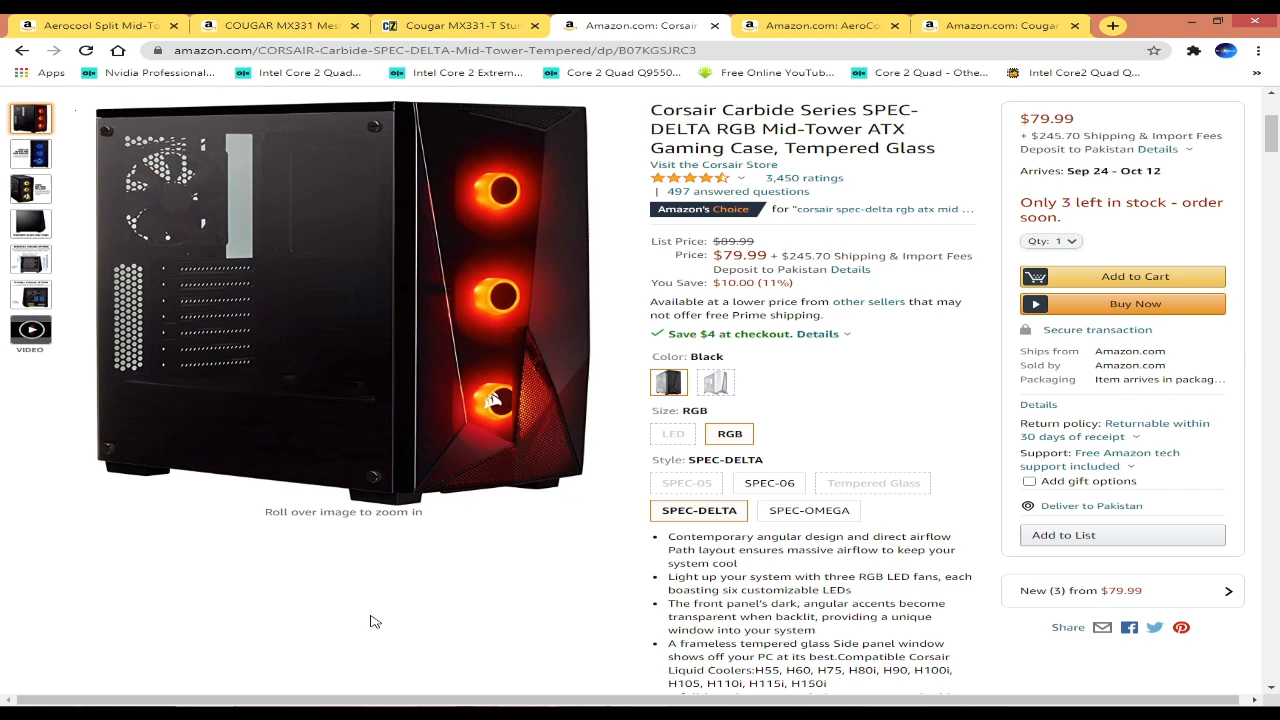 Aerocool Split Mid-To
COUGAR MX331 Mesh
Cougar MX331-T Stur
Amazon.com: Corsair
Amazon.com: AeroCo
Amazon.com: Cougar
amazon.com/CORSAIR-Carbide-SPEC-DELTA-Mid-Tower-Tempered/dp/B07KGSJRC3
Apps
Nvidia Professional...
Intel Core 2 Quad...
Intel Core 2 Extrem...
Core 2 Quad Q9550...
Free Online YouTub...
Core 2 Quad - Othe...
Intel Core2 Quad Q...
VIDEO
Roll over image to zoom in
Corsair Carbide Series SPEC-
DELTA RGB Mid-Tower ATX
Gaming Case, Tempered Glass
Visit the Corsair Store
3,450 ratings
| 497 answered questions
Amazon's Choice for "corsair spec-delta rgb atx mid ...
List Price: $89.99
Price: $79.99 + $245.70 Shipping & Import Fees
Deposit to Pakistan Details
You Save: $10.00 (11%)
Available at a lower price from other sellers that may
not offer free Prime shipping.
Save $4 at checkout. Details
Color: Black
Size: RGB
LED
RGB
Style: SPEC-DELTA
SPEC-05
SPEC-06
Tempered Glass
SPEC-DELTA
SPEC-OMEGA
• Contemporary angular design and direct airflow
Path layout ensures massive airflow to keep your
system cool
• Light up your system with three RGB LED fans, each
boasting six customizable LEDs
• The front panel's dark, angular accents become
transparent when backlit, providing a unique
window into your system
• A frameless tempered glass Side panel window
shows off your PC at its best.Compatible Corsair
Liquid Coolers:H55, H60, H75, H80i, H90, H100i,
H105, H110i, H115i, H150i
$79.99
+ $245.70 Shipping & Import Fees
Deposit to Pakistan Details
Arrives: Sep 24 - Oct 12
Only 3 left in stock - order
soon.
Qty: 1
Add to Cart
Buy Now
Secure transaction
Ships from Amazon.com
Sold by Amazon.com
Packaging Item arrives in packag...
Details
Return policy: Returnable within
30 days of receipt
Support: Free Amazon tech
support included
Add gift options
Deliver to Pakistan
Add to List
New (3) from $79.99
Share